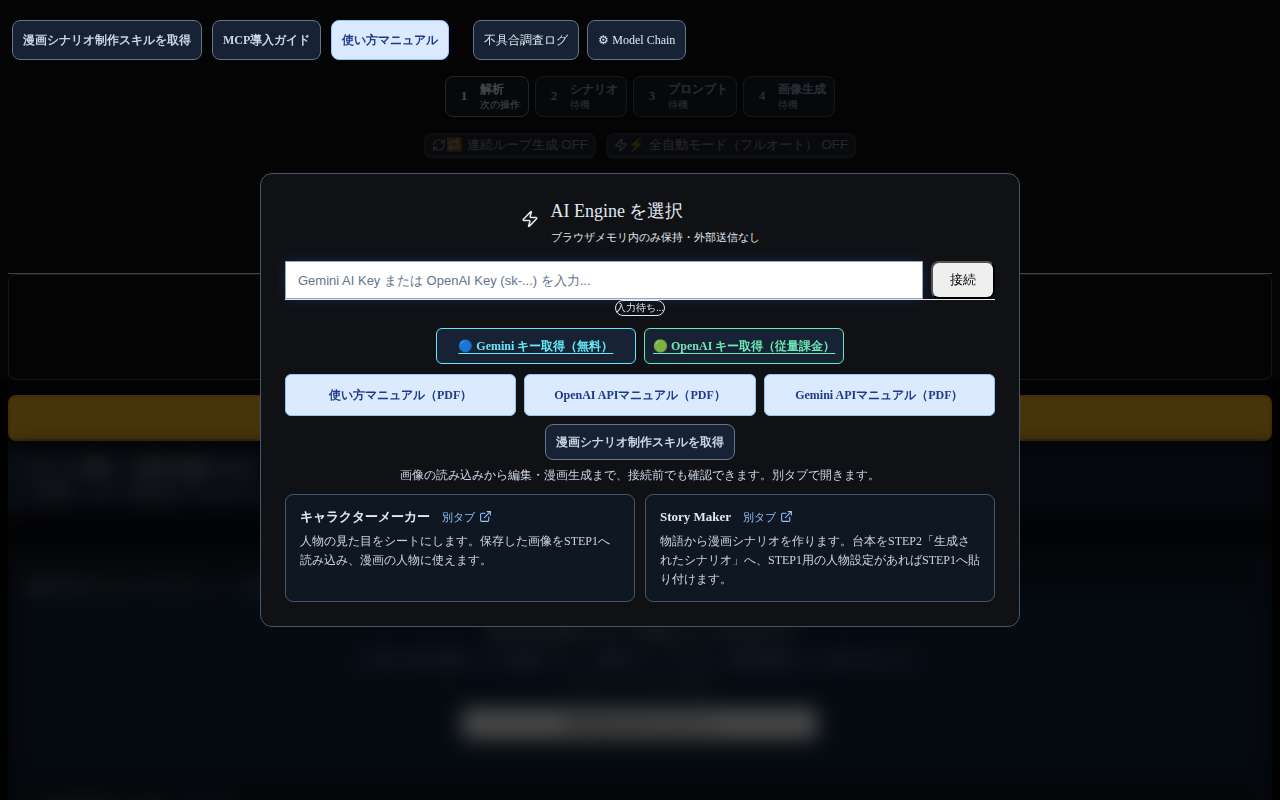 漫画シナリオ制作スキルを取得
MCP導入ガイド
使い方マニュアル
不具合調査ログ
⚙ Model Chain
1 解析 次の操作
2 シナリオ 待機
3 プロンプト 待機
4 画像生成 待機
🔁 連続ループ生成 OFF
⚡ 全自動モード（フルオート） OFF
AI Engine を選択
ブラウザメモリ内のみ保持・外部送信なし
Gemini AI Key または OpenAI Key (sk-...) を入力...
接続
入力待ち...
🔵 Gemini キー取得（無料）
🟢 OpenAI キー取得（従量課金）
使い方マニュアル（PDF）
OpenAI APIマニュアル（PDF）
Gemini APIマニュアル（PDF）
漫画シナリオ制作スキルを取得
画像の読み込みから編集・漫画生成まで、接続前でも確認できます。別タブで開きます。
キャラクターメーカー 別タブ
人物の見た目をシートにします。保存した画像をSTEP1へ
読み込み、漫画の人物に使えます。
Story Maker 別タブ
物語から漫画シナリオを作ります。台本をSTEP2「生成さ
れたシナリオ」へ、STEP1用の人物設定があればSTEP1へ貼
り付けます。